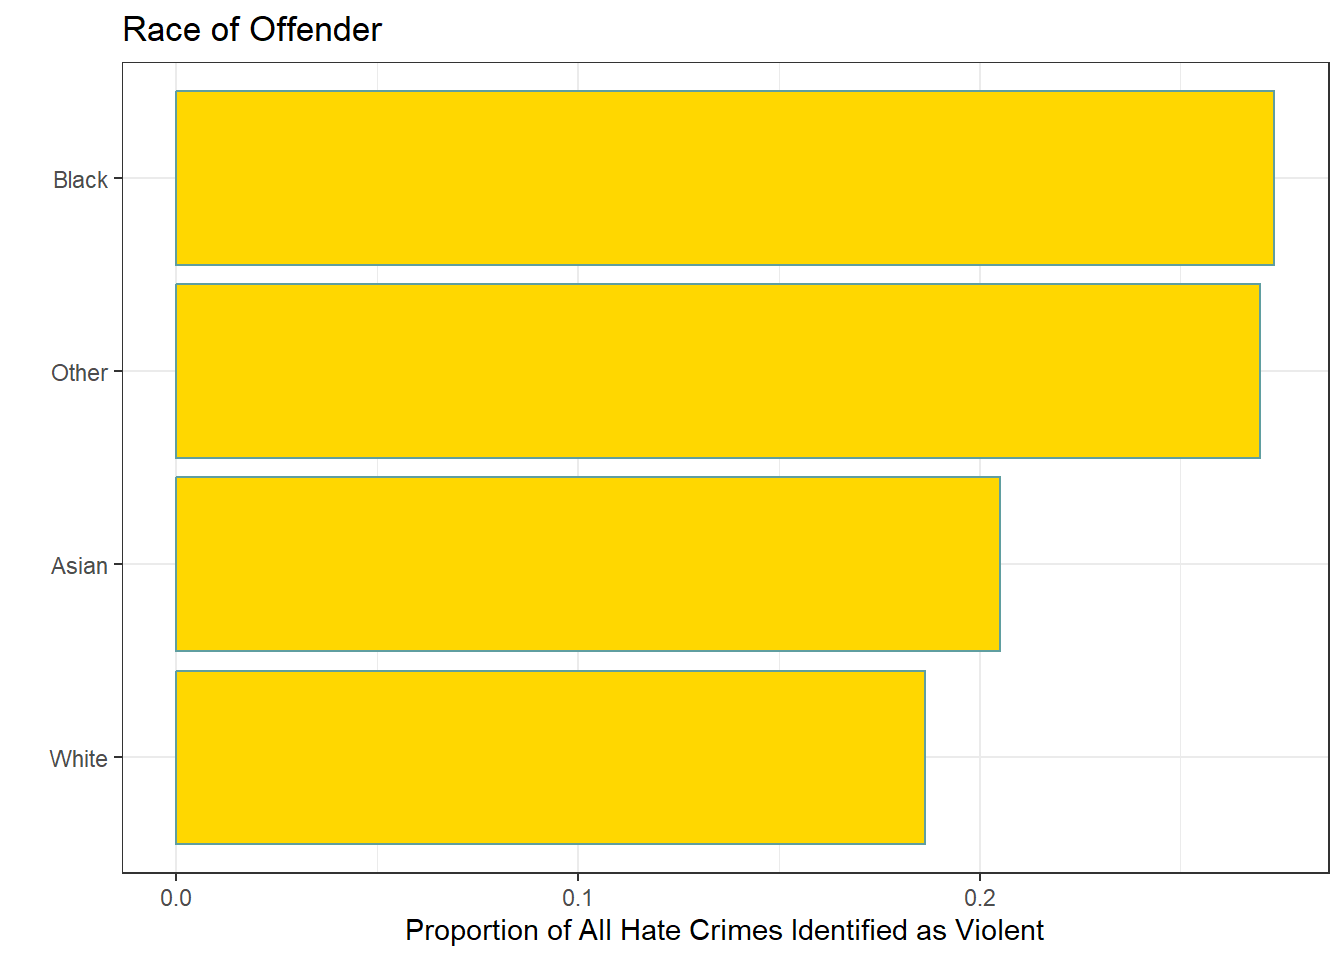 Race of Offender
Black
Other
Asian
White
0.0
0.1
0.2
Proportion of All Hate Crimes Identified as Violent